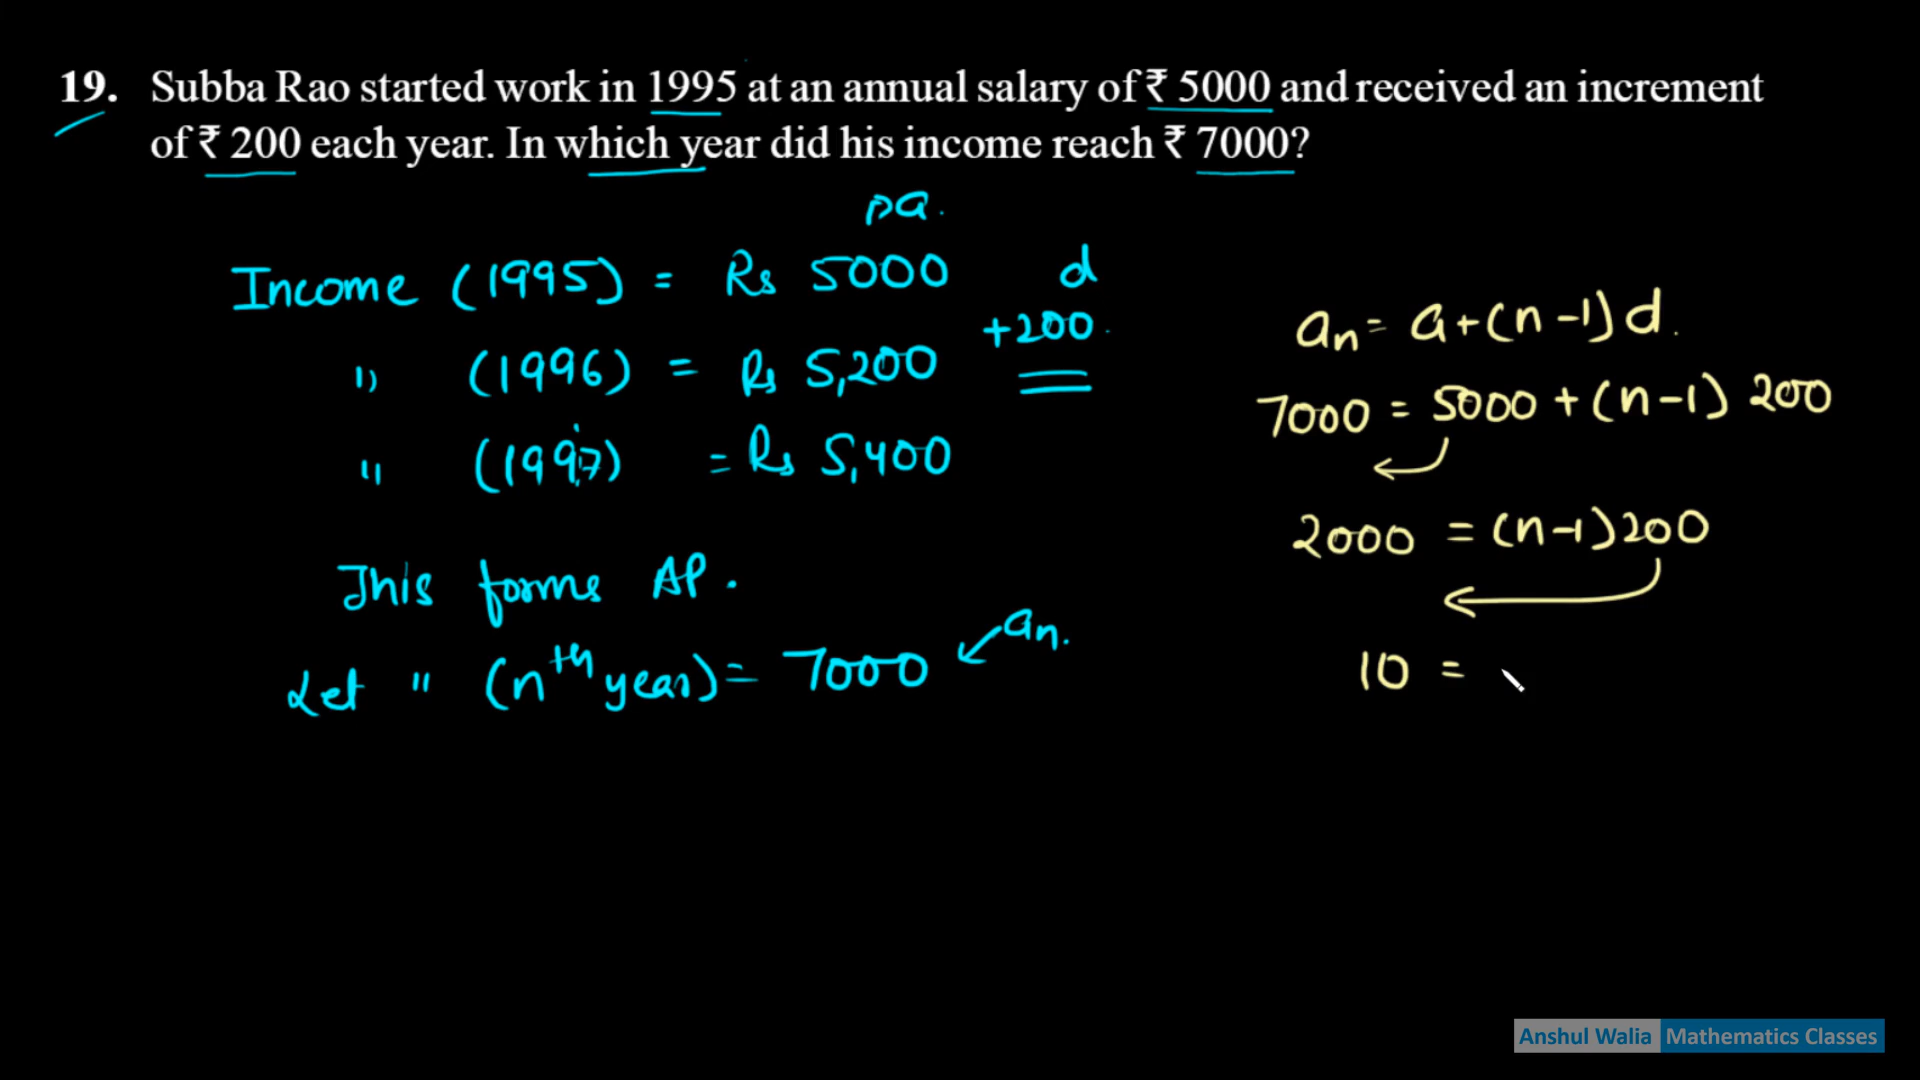 19. Subba Rao started work in 1995 at an annual salary of ₹ 5000 and received an increment
of ₹ 200 each year. In which year did his income reach ₹ 7000?
pa.
Income (1995) = Rs 5000 d
" (1996) = Rs 5,200 +200
" (1997) = Rs 5,400
This forms AP.
Let " (nth year) = 7000 an.
an = a+(n-1)d.
7000 = 5000 + (n-1) 200
2000 = (n-1)200
10 =
Anshul Walia Mathematics Classes